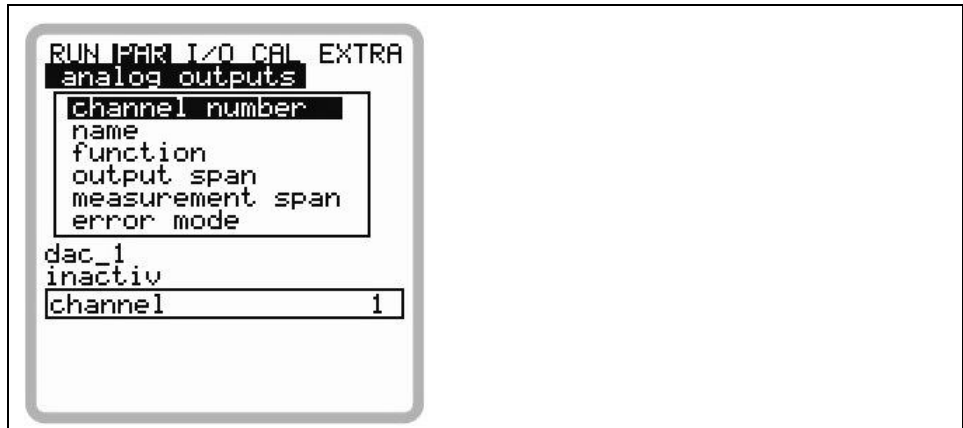 RUN PAR I/O CAL EXTRA
analog outputs
channel number
name
function
output span
measurement span
error mode
dac_1
inactiv
channel 1